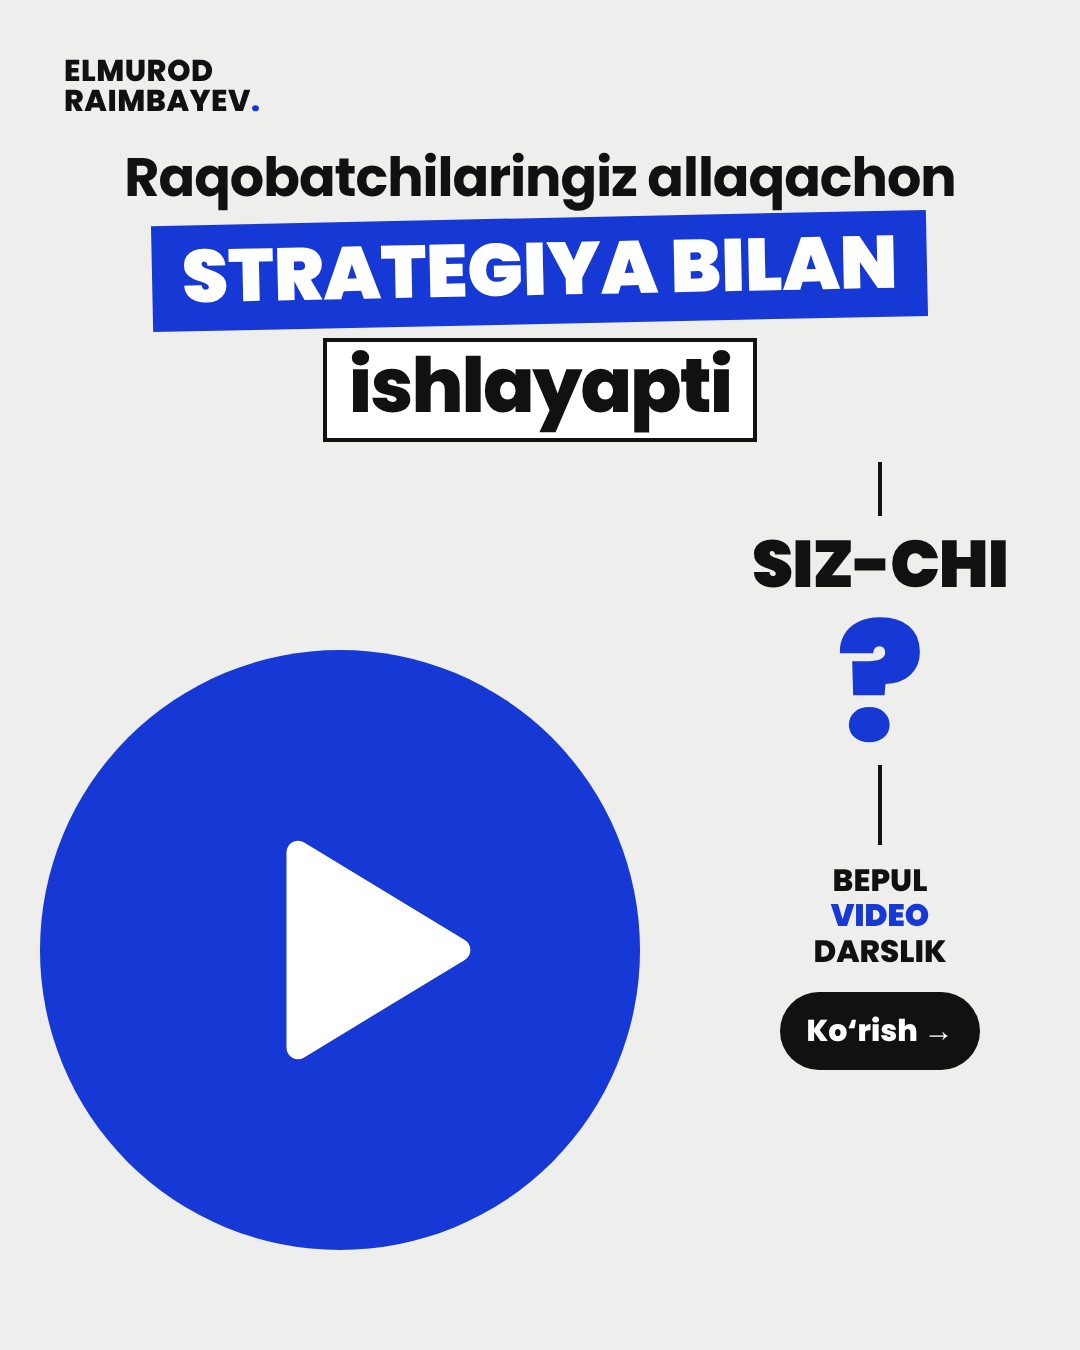 ELMUROD
RAIMBAYEV.
Raqobatchilaringiz allaqachon
STRATEGIYA BILAN
ishlayapti
SIZ-CHI
?
BEPUL
VIDEO
DARSLIK
Ko‘rish →